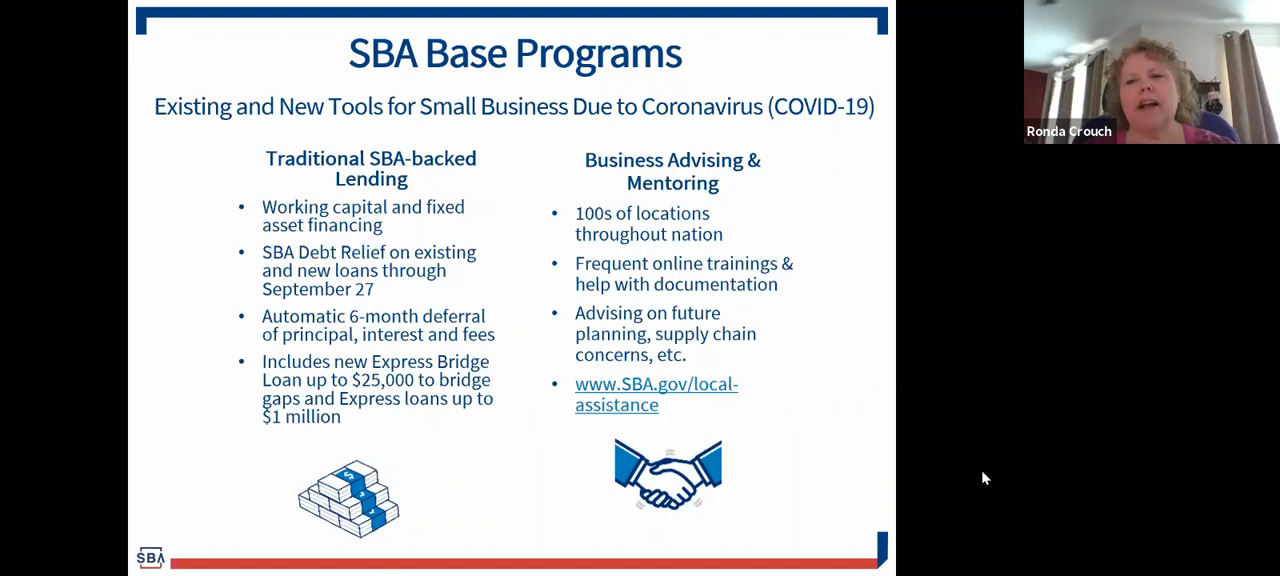 SBA Base Programs
Existing and New Tools for Small Business Due to Coronavirus (COVID-19)
Traditional SBA-backed
Lending
• Working capital and fixed
asset financing
• SBA Debt Relief on existing
and new loans through
September 27
• Automatic 6-month deferral
of principal, interest and fees
• Includes new Express Bridge
Loan up to $25,000 to bridge
gaps and Express loans up to
$1 million
Business Advising &
Mentoring
• 100s of locations
throughout nation
• Frequent online trainings &
help with documentation
• Advising on future
planning, supply chain
concerns, etc.
• www.SBA.gov/local-
assistance
SBA
Ronda Crouch